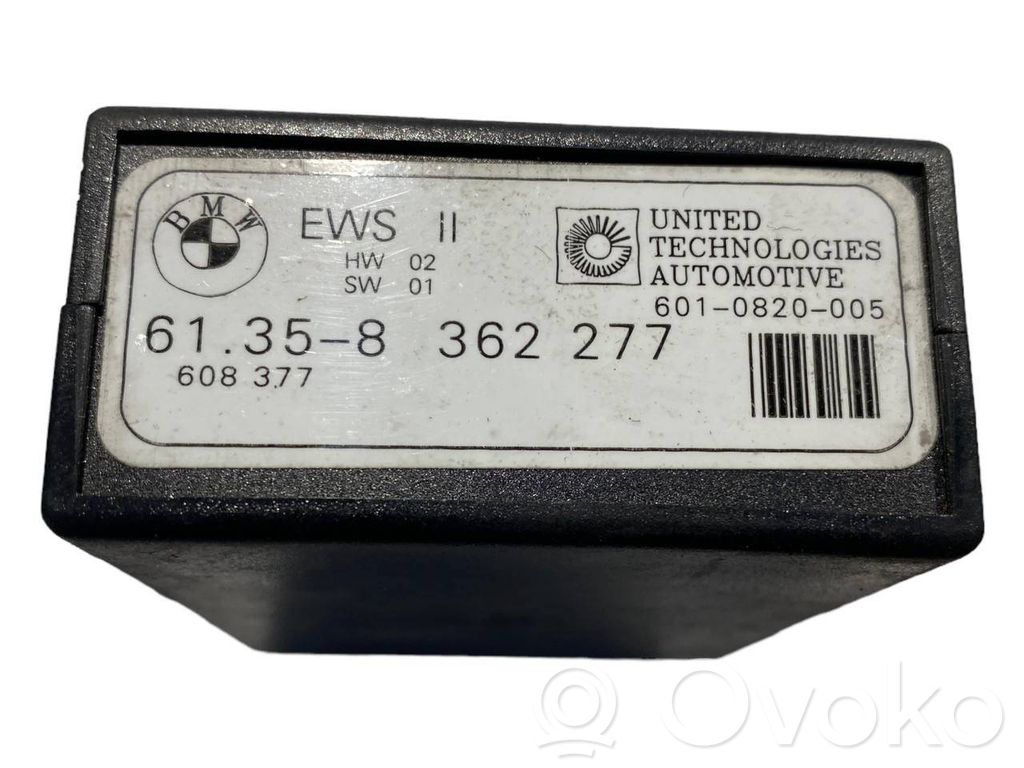 BMW
EWS II
HW 02
SW 01
UNITED
TECHNOLOGIES
AUTOMOTIVE
601-0820-005
61.35-8 362 277
608 377
Ovoko